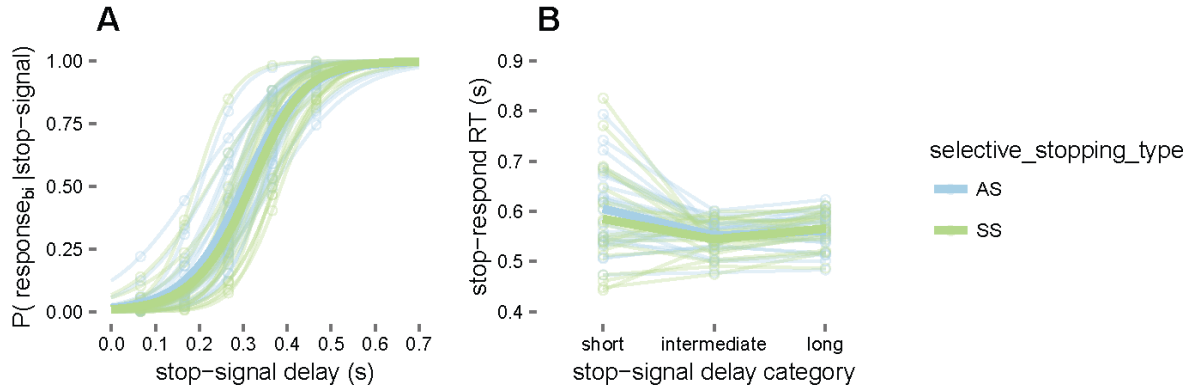 A
P( response_bi |stop−signal)
1.00
0.75
0.50
0.25
0.00
0.0 0.1 0.2 0.3 0.4 0.5 0.6 0.7
stop−signal delay (s)
B
stop−respond RT (s)
0.9
0.8
0.7
0.6
0.5
0.4
short intermediate long
stop−signal delay category
selective_stopping_type
AS
SS